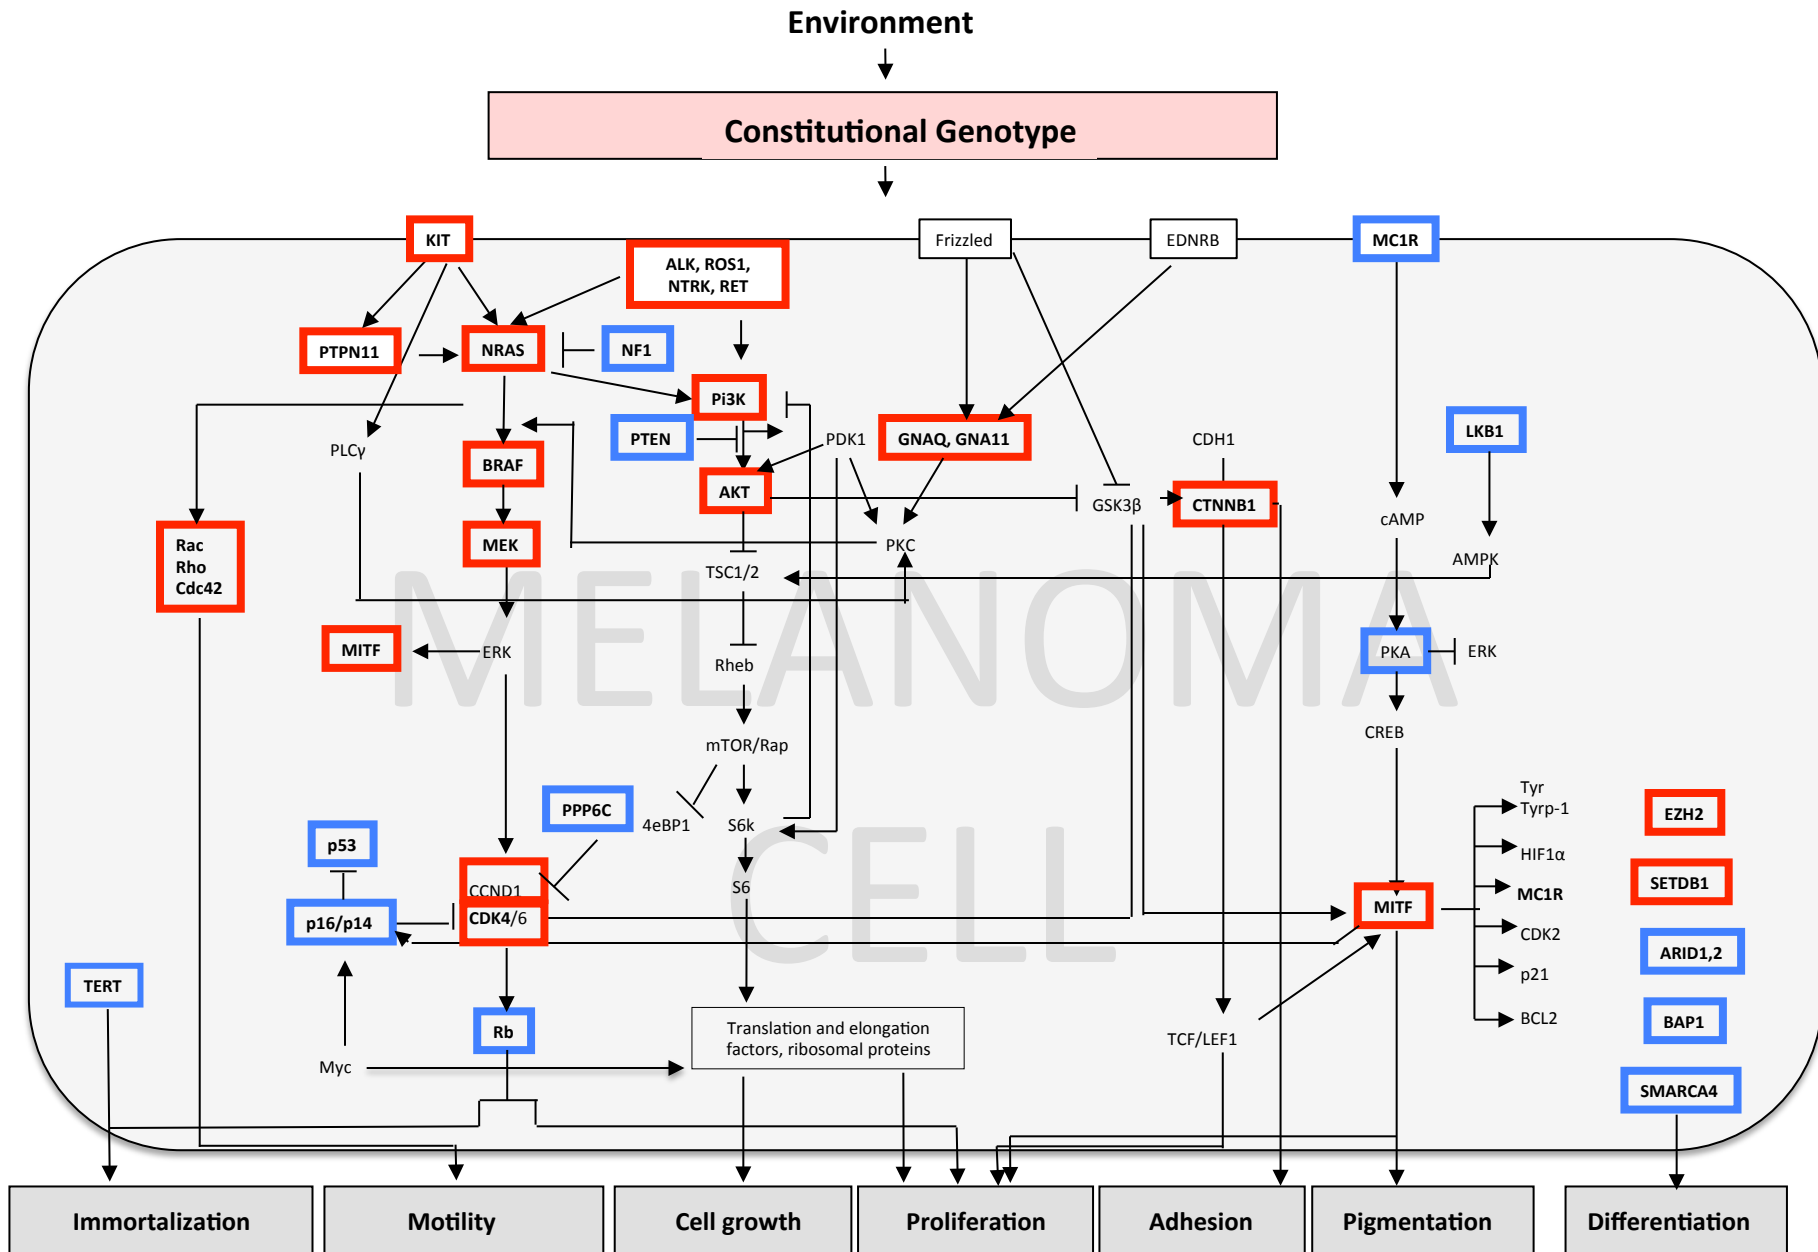 Environment
Constitutional Genotype
KIT
Frizzled
EDNRB
MC1R
ALK, ROS1,
NTRK, RET
PTPN11
NRAS
NF1
Pi3K
PTEN
PDK1
GNAQ, GNA11
CDH1
LKB1
PLCγ
BRAF
AKT
GSK3β
CTNNB1
cAMP
Rac
Rho
Cdc42
MEK
PKC
TSC1/2
AMPK
MELANOMA
MITF
ERK
Rheb
PKA
ERK
CREB
mTOR/Rap
PPP6C
4eBP1
S6k
Tyr
Tyrp-1
EZH2
p53
HIF1α
CELL
CCND1
S6
SETDB1
MC1R
p16/p14
CDK4/6
MITF
CDK2
ARID1,2
p21
TERT
Rb
Translation and elongation
factors, ribosomal proteins
TCF/LEF1
BCL2
BAP1
Myc
SMARCA4
Immortalization
Motility
Cell growth
Proliferation
Adhesion
Pigmentation
Differentiation